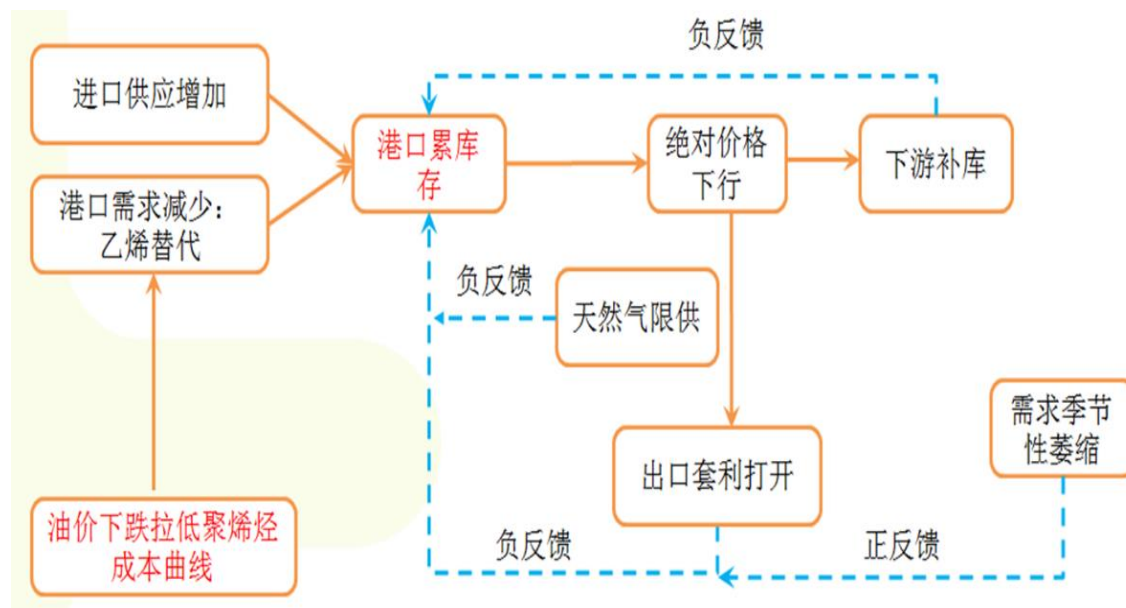 负反馈
进口供应增加
港口累库
存
绝对价格
下行
下游补库
港口需求减少：
乙烯替代
负反馈
天然气限供
需求季节
性萎缩
出口套利打开
油价下跌拉低聚烯烃
成本曲线
负反馈
正反馈